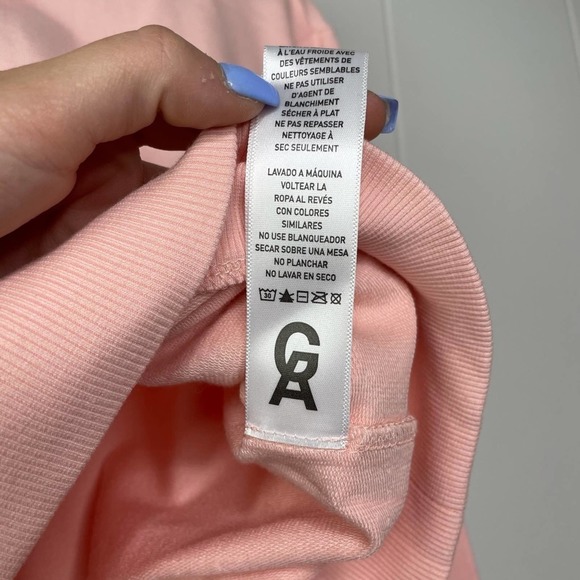 À L'EAU FROIDE AVEC
DES VÊTEMENTS DE
COULEURS SEMBLABLES
NE PAS UTILISER
D'AGENT DE
BLANCHIMENT
SÉCHER À PLAT
NE PAS REPASSER
NETTOYAGE À
SEC SEULEMENT
LAVADO A MÁQUINA
VOLTEAR LA
ROPA AL REVÉS
CON COLORES
SIMILARES
NO USE BLANQUEADOR
SECAR SOBRE UNA MESA
NO PLANCHAR
NO LAVAR EN SECO
30
GA